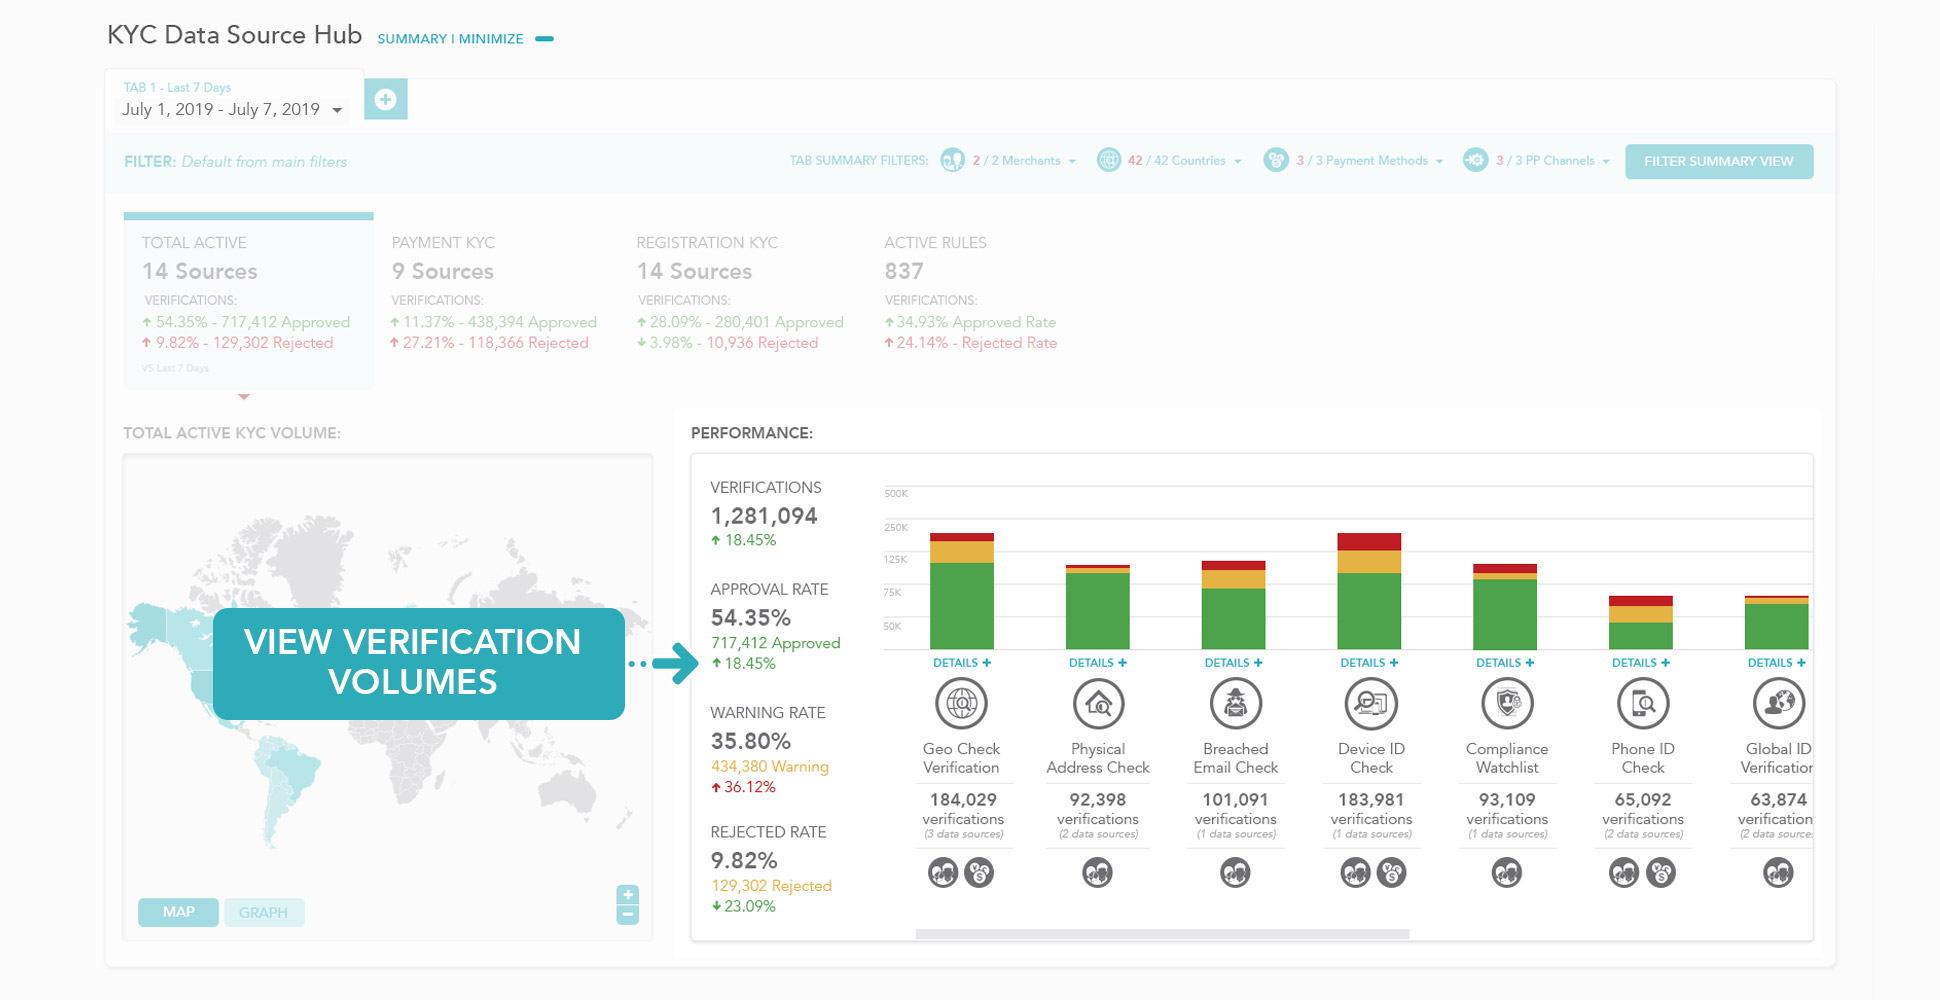 KYC Data Source Hub SUMMARY | MINIMIZE
TAB 1 - Last 7 Days
July 1, 2019 - July 7, 2019
FILTER: Default from main filters
TAB SUMMARY FILTERS: 2 / 2 Merchants 42 / 42 Countries 3 / 3 Payment Methods 3 / 3 PP Channels FILTER SUMMARY VIEW
TOTAL ACTIVE
14 Sources
VERIFICATIONS:
54.35% - 717,412 Approved
9.82% - 129,302 Rejected
VS Last 7 Days
PAYMENT KYC
9 Sources
VERIFICATIONS:
11.37% - 438,394 Approved
27.21% - 118,366 Rejected
REGISTRATION KYC
14 Sources
VERIFICATIONS:
28.09% - 280,401 Approved
3.98% - 10,936 Rejected
ACTIVE RULES
837
VERIFICATIONS:
34.93% Approved Rate
24.14% - Rejected Rate
TOTAL ACTIVE KYC VOLUME:
VIEW VERIFICATION
VOLUMES
MAP GRAPH
PERFORMANCE:
VERIFICATIONS
1,281,094
18.45%
APPROVAL RATE
54.35%
717,412 Approved
18.45%
WARNING RATE
35.80%
434,380 Warning
36.12%
REJECTED RATE
9.82%
129,302 Rejected
23.09%
500K
250K
125K
75K
50K
DETAILS + DETAILS + DETAILS + DETAILS + DETAILS + DETAILS + DETAILS +
Geo Check
Verification
184,029
verifications
(3 data sources)
Physical
Address Check
92,398
verifications
(2 data sources)
Breached
Email Check
101,091
verifications
(1 data sources)
Device ID
Check
183,981
verifications
(1 data sources)
Compliance
Watchlist
93,109
verifications
(1 data sources)
Phone ID
Check
65,092
verifications
(2 data sources)
Global ID
Verification
63,874
verification
(2 data source